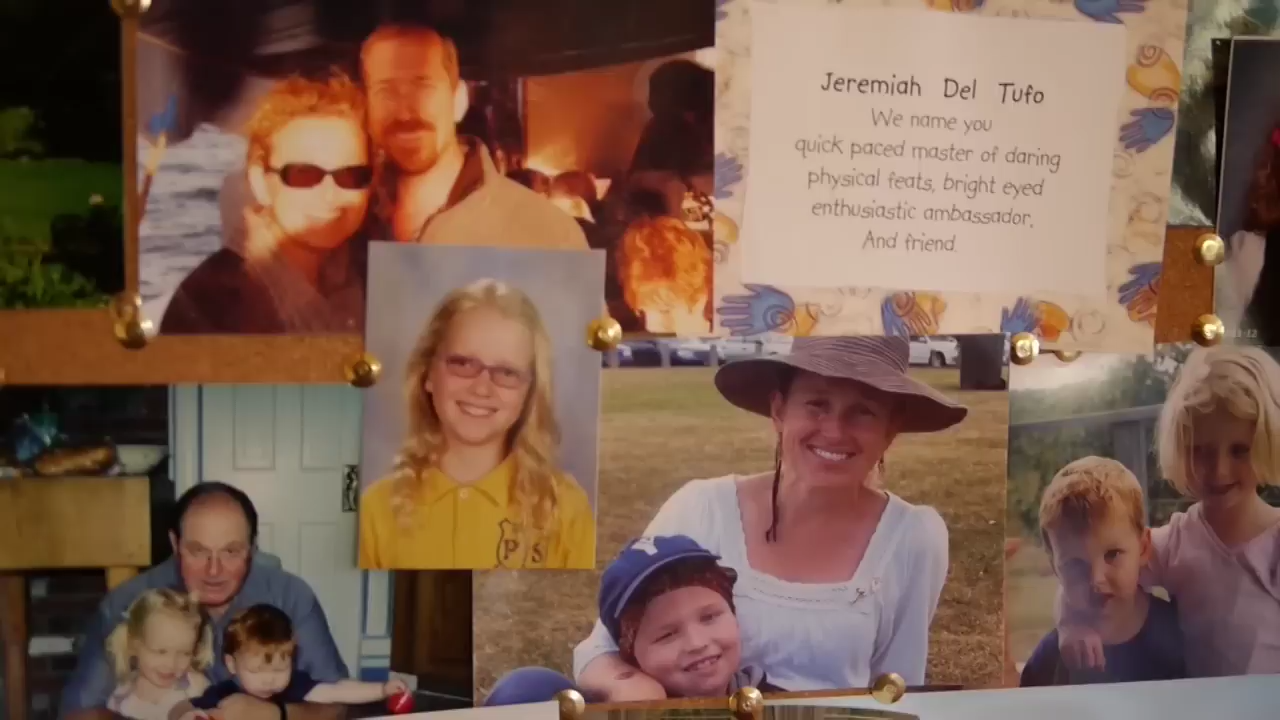 Jeremiah Del Tufo
We name you
quick paced master of daring
physical feats, bright eyed
enthusiastic ambassador.
And friend.
P S